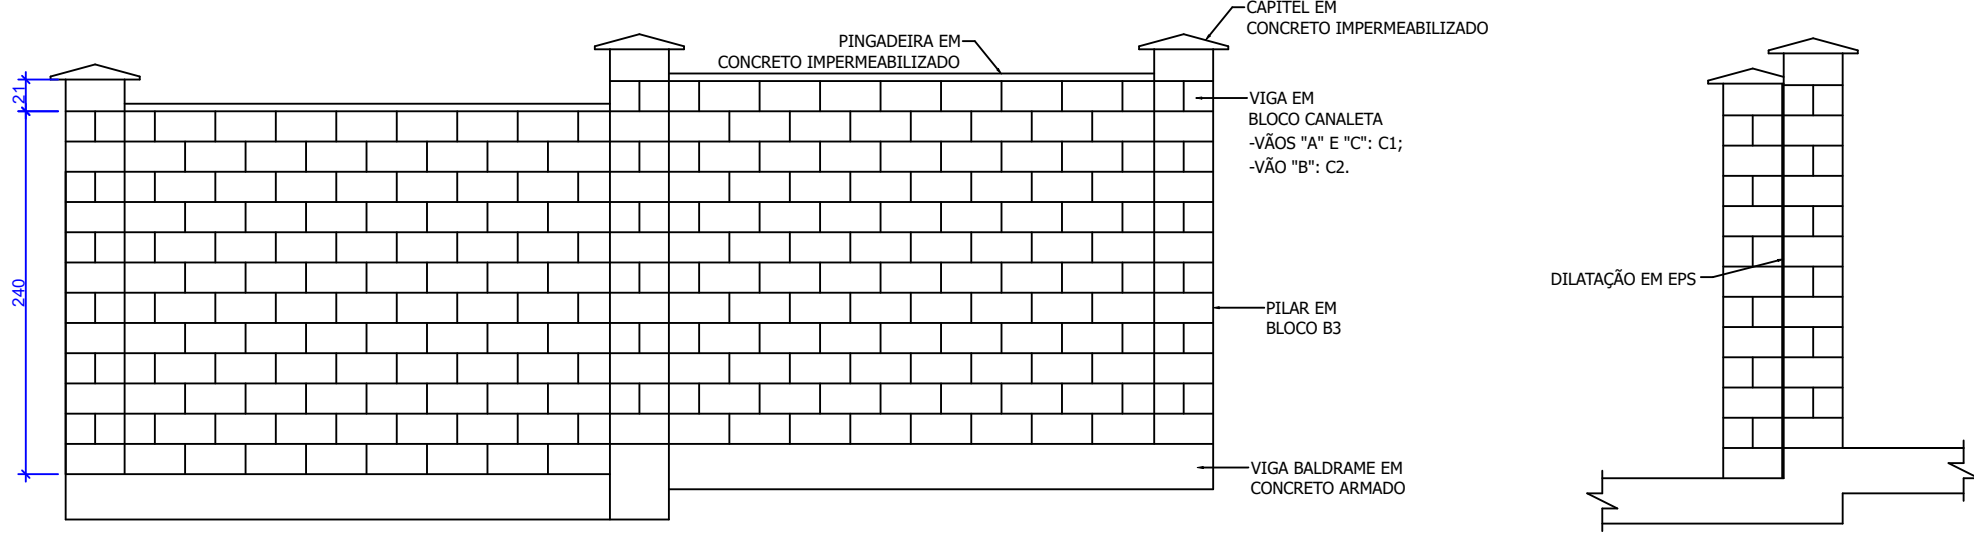 CAPITEL EM
CONCRETO IMPERMEABILIZADO
PINGADEIRA EM
CONCRETO IMPERMEABILIZADO
21
VIGA EM
BLOCO CANALETA
-VÃOS "A" E "C": C1;
-VÃO "B": C2.
240
DILATAÇÃO EM EPS
PILAR EM
BLOCO B3
VIGA BALDRAME EM
CONCRETO ARMADO